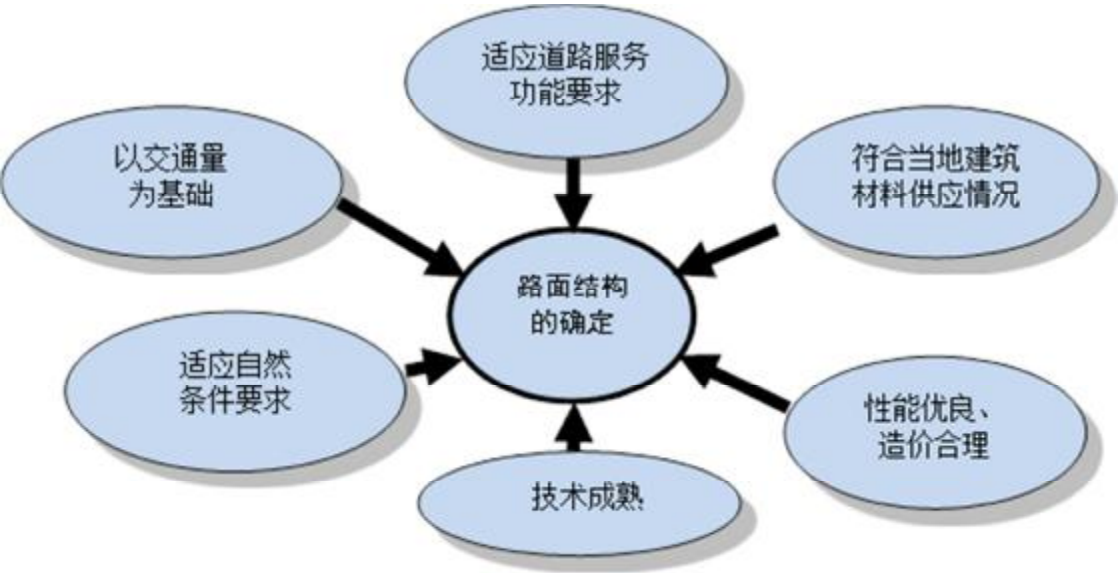 适应道路服务
功能要求
以交通量
为基础
符合当地建筑
材料供应情况
路面结构
的确定
适应自然
条件要求
性能优良、
造价合理
技术成熟